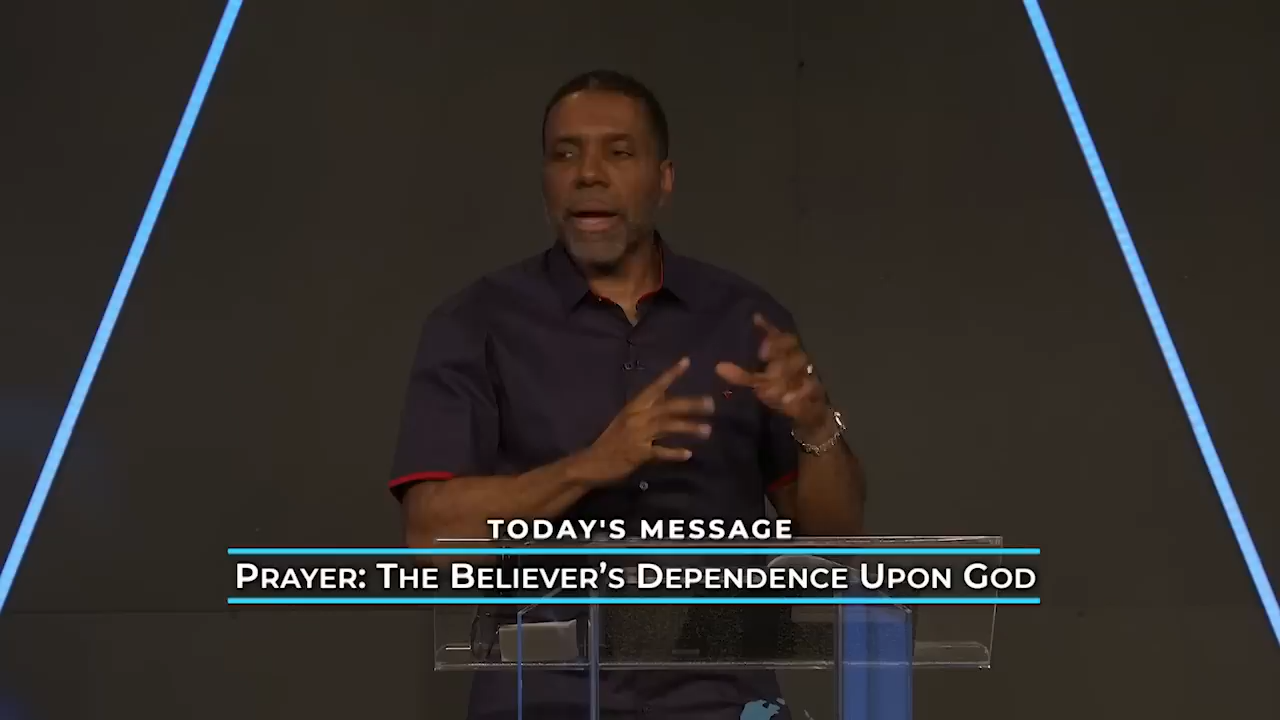 TODAY'S MESSAGE
PRAYER: THE BELIEVER’S DEPENDENCE UPON GOD